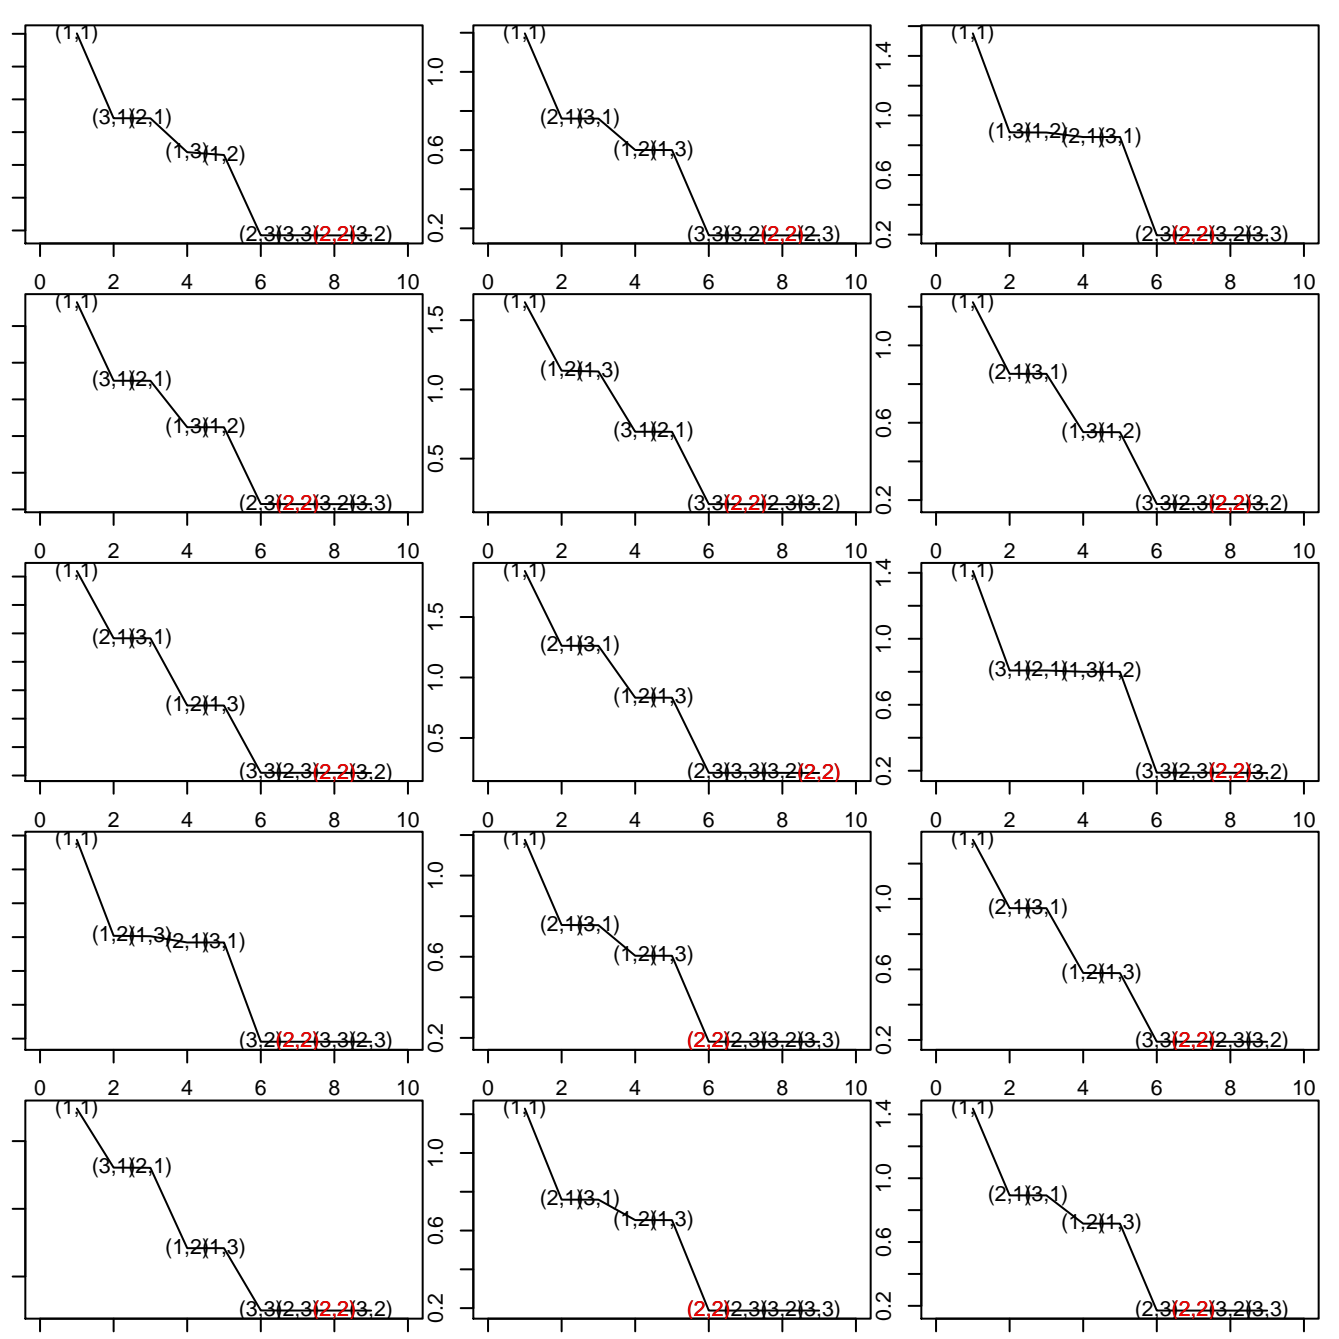 (1,1) (1,1) (1,1)
1.0 1.4
(3,1)(2,1) (2,1)(3,1) (1,3)(1,2)(2,1)(3,1)
1.0
(1,3)(1,2) 0.6 (1,2)(1,3) 0.6
(2,3)(3,3)(2,2)(3,2) 0.2 (3,3)(3,2)(2,2)(2,3) 0.2 (2,3)(2,2)(3,2)(3,3)
0 2 4 6 8 10 0 2 4 6 8 10 0 2 4 6 8 10
(1,1) (1,1) (1,1)
1.5 1.0
(3,1)(2,1) 1.0 (1,2)(1,3) (2,1)(3,1)
(1,3)(1,2) 0.5 (3,1)(2,1) 0.6 (1,3)(1,2)
(2,3)(2,2)(3,2)(3,3) (3,3)(2,2)(2,3)(3,2) 0.2 (3,3)(2,3)(2,2)(3,2)
0 2 4 6 8 10 0 2 4 6 8 10 0 2 4 6 8 10
(1,1) (1,1) 1.4 (1,1)
1.5 1.0
(2,1)(3,1) (2,1)(3,1) (3,1)(2,1)(1,3)(1,2)
(1,2)(1,3) 1.0 (1,2)(1,3) 0.6
0.5
(3,3)(2,3)(2,2)(3,2) (2,3)(3,3)(3,2)(2,2) 0.2 (3,3)(2,3)(2,2)(3,2)
0 2 4 6 8 10 0 2 4 6 8 10 0 2 4 6 8 10
(1,1) (1,1) (1,1)
1.0 1.0
(1,2)(1,3)(2,1)(3,1) (2,1)(3,1) (2,1)(3,1)
0.6 (1,2)(1,3) 0.6 (1,2)(1,3)
(3,2)(2,2)(3,3)(2,3) 0.2 (2,2)(2,3)(3,2)(3,3) 0.2 (3,3)(2,2)(2,3)(3,2)
0 2 4 6 8 10 0 2 4 6 8 10 0 2 4 6 8 10
(1,1) (1,1) 1.4 (1,1)
1.0 1.0
(3,1)(2,1) (2,1)(3,1) (2,1)(3,1)
(1,2)(1,3) 0.6 (1,2)(1,3) 0.6 (1,2)(1,3)
(3,3)(2,3)(2,2)(3,2) 0.2 (2,2)(2,3)(3,2)(3,3) 0.2 (2,3)(2,2)(3,2)(3,3)